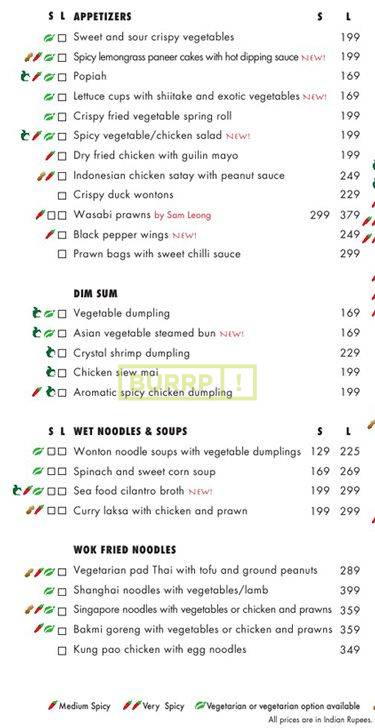 S L APPETIZERS S L
Sweet and sour crispy vegetables 199
Spicy lemongrass paneer cakes with hot dipping sauce NEW! 199
Popiah 169
Lettuce cups with shiitake and exotic vegetables NEW! 169
Crispy fried vegetable spring roll 199
Spicy vegetable/chicken salad NEW! 199
Dry fried chicken with guilin mayo 199
Indonesian chicken satay with peanut sauce 249
Crispy duck wontons 229
Wasabi prawns by Sam Leong 299 379
Black pepper wings NEW! 249
Prawn bags with sweet chilli sauce 299
DIM SUM
Vegetable dumpling 169
Asian vegetable steamed bun NEW! 169
Crystal shrimp dumpling 229
Chicken siew mai 199
BURRP!
Aromatic spicy chicken dumpling 199
S L WET NOODLES & SOUPS S L
Wonton noodle soups with vegetable dumplings 129 225
Spinach and sweet corn soup 169 269
Sea food cilantro broth NEW! 199 299
Curry laksa with chicken and prawn 199 299
WOK FRIED NOODLES
Vegetarian pad Thai with tofu and ground peanuts 289
Shanghai noodles with vegetables/lamb 399
Singapore noodles with vegetables or chicken and prawns 359
Bakmi goreng with vegetables or chicken and prawns 359
Kung pao chicken with egg noodles 349
Medium Spicy Very Spicy Vegetarian or vegetarian option available
All prices are in Indian Rupees.